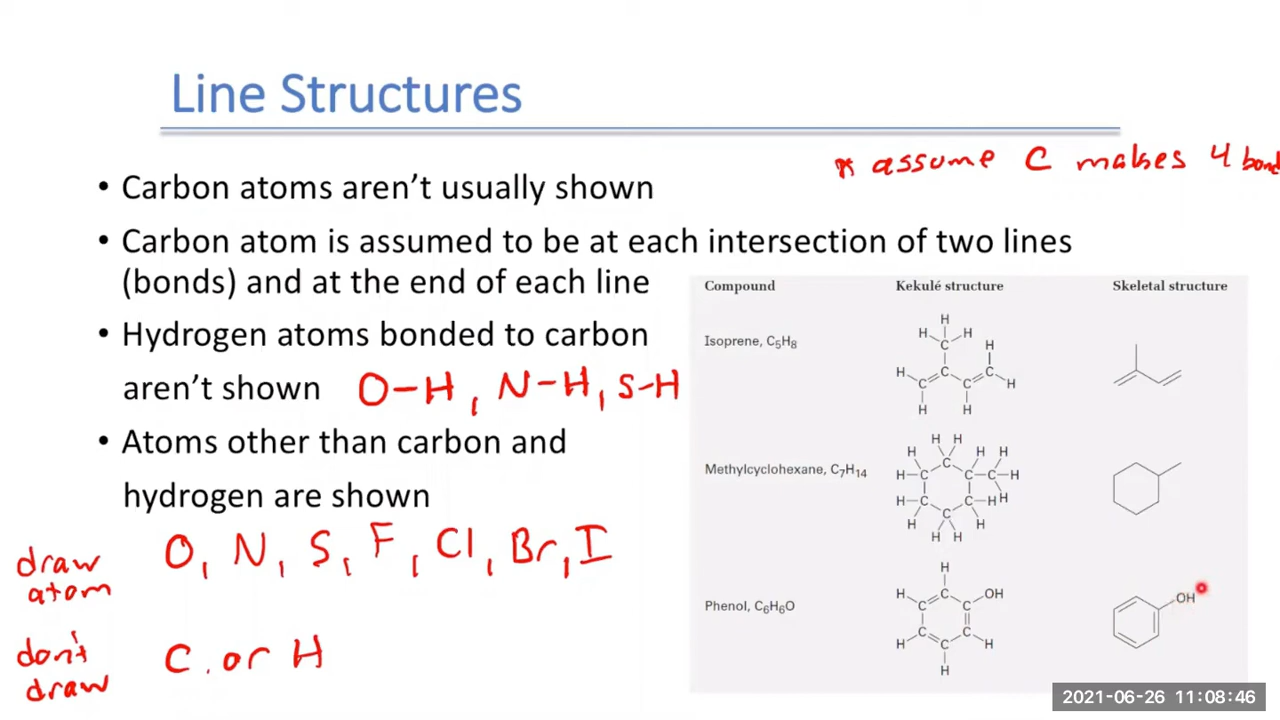 Line Structures
* assume C makes 4 bond
• Carbon atoms aren't usually shown
• Carbon atom is assumed to be at each intersection of two lines
(bonds) and at the end of each line
• Hydrogen atoms bonded to carbon
aren't shown O-H, N-H, S-H
• Atoms other than carbon and
hydrogen are shown
draw
atom
O, N, S, F, Cl, Br, I
don't
draw
C or H
Compound Kekulé structure Skeletal structure
Isoprene, C₅H₈
H
H H
C H
H C
C C C H
H H
Methylcyclohexane, C₇H₁₄
H H
H C H H
H C C C H
H C C H H
H C H
H H
Phenol, C₆H₆O
H
H C OH
C C
C C
H C H
H
OH
2021-06-26 11:08:46